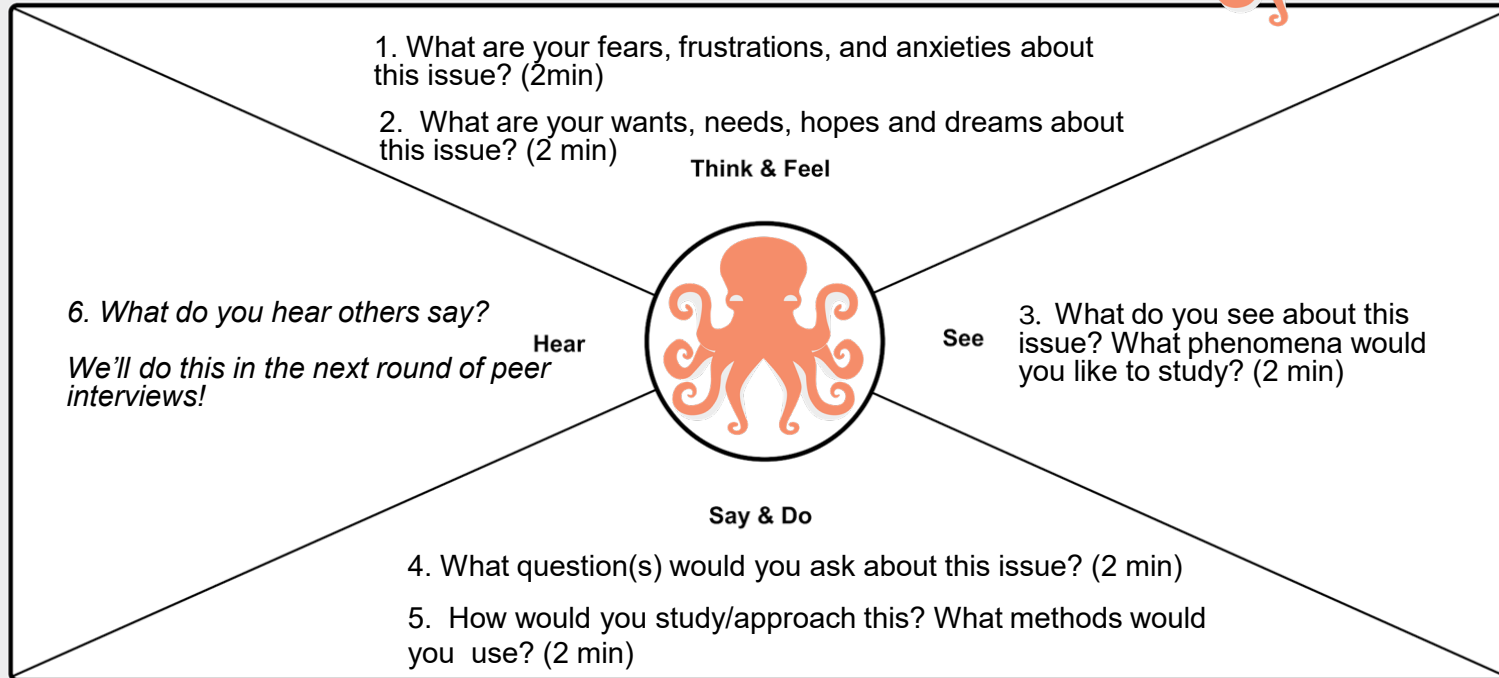 1. What are your fears, frustrations, and anxieties about
this issue? (2min)
2. What are your wants, needs, hopes and dreams about
this issue? (2 min)
Think & Feel
6. What do you hear others say?
We'll do this in the next round of peer
interviews!
Hear
See
3. What do you see about this
issue? What phenomena would
you like to study? (2 min)
Say & Do
4. What question(s) would you ask about this issue? (2 min)
5. How would you study/approach this? What methods would
you use? (2 min)